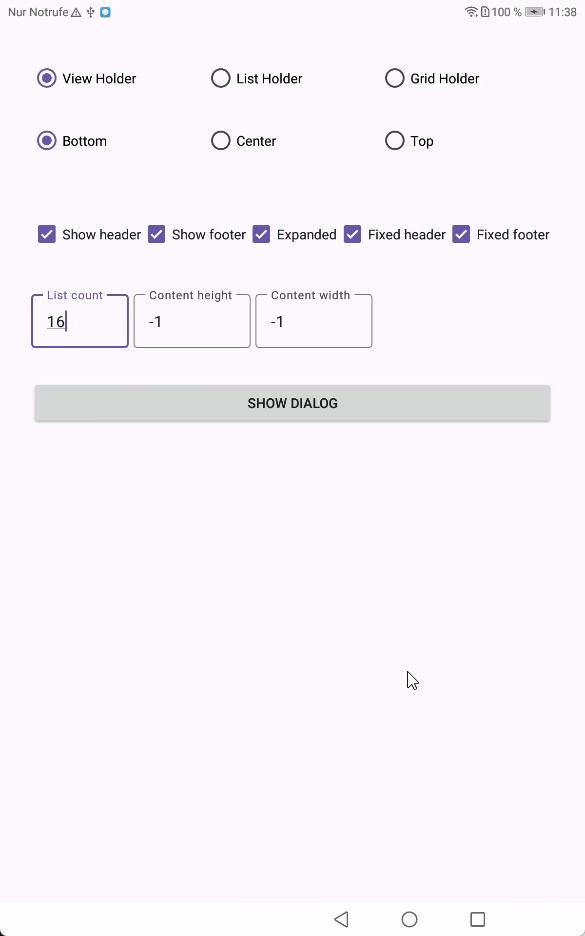 Nur Notrufe 100 % 11:38
View Holder List Holder Grid Holder
Bottom Center Top
Show header Show footer Expanded Fixed header Fixed footer
List count Content height Content width
16 -1 -1
SHOW DIALOG